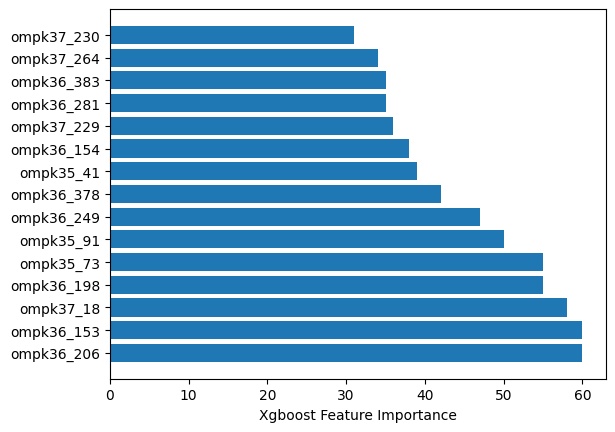 ompk37_230
ompk37_264
ompk36_383
ompk36_281
ompk37_229
ompk36_154
ompk35_41
ompk36_378
ompk36_249
ompk35_91
ompk35_73
ompk36_198
ompk37_18
ompk36_153
ompk36_206
0 10 20 30 40 50 60
Xgboost Feature Importance